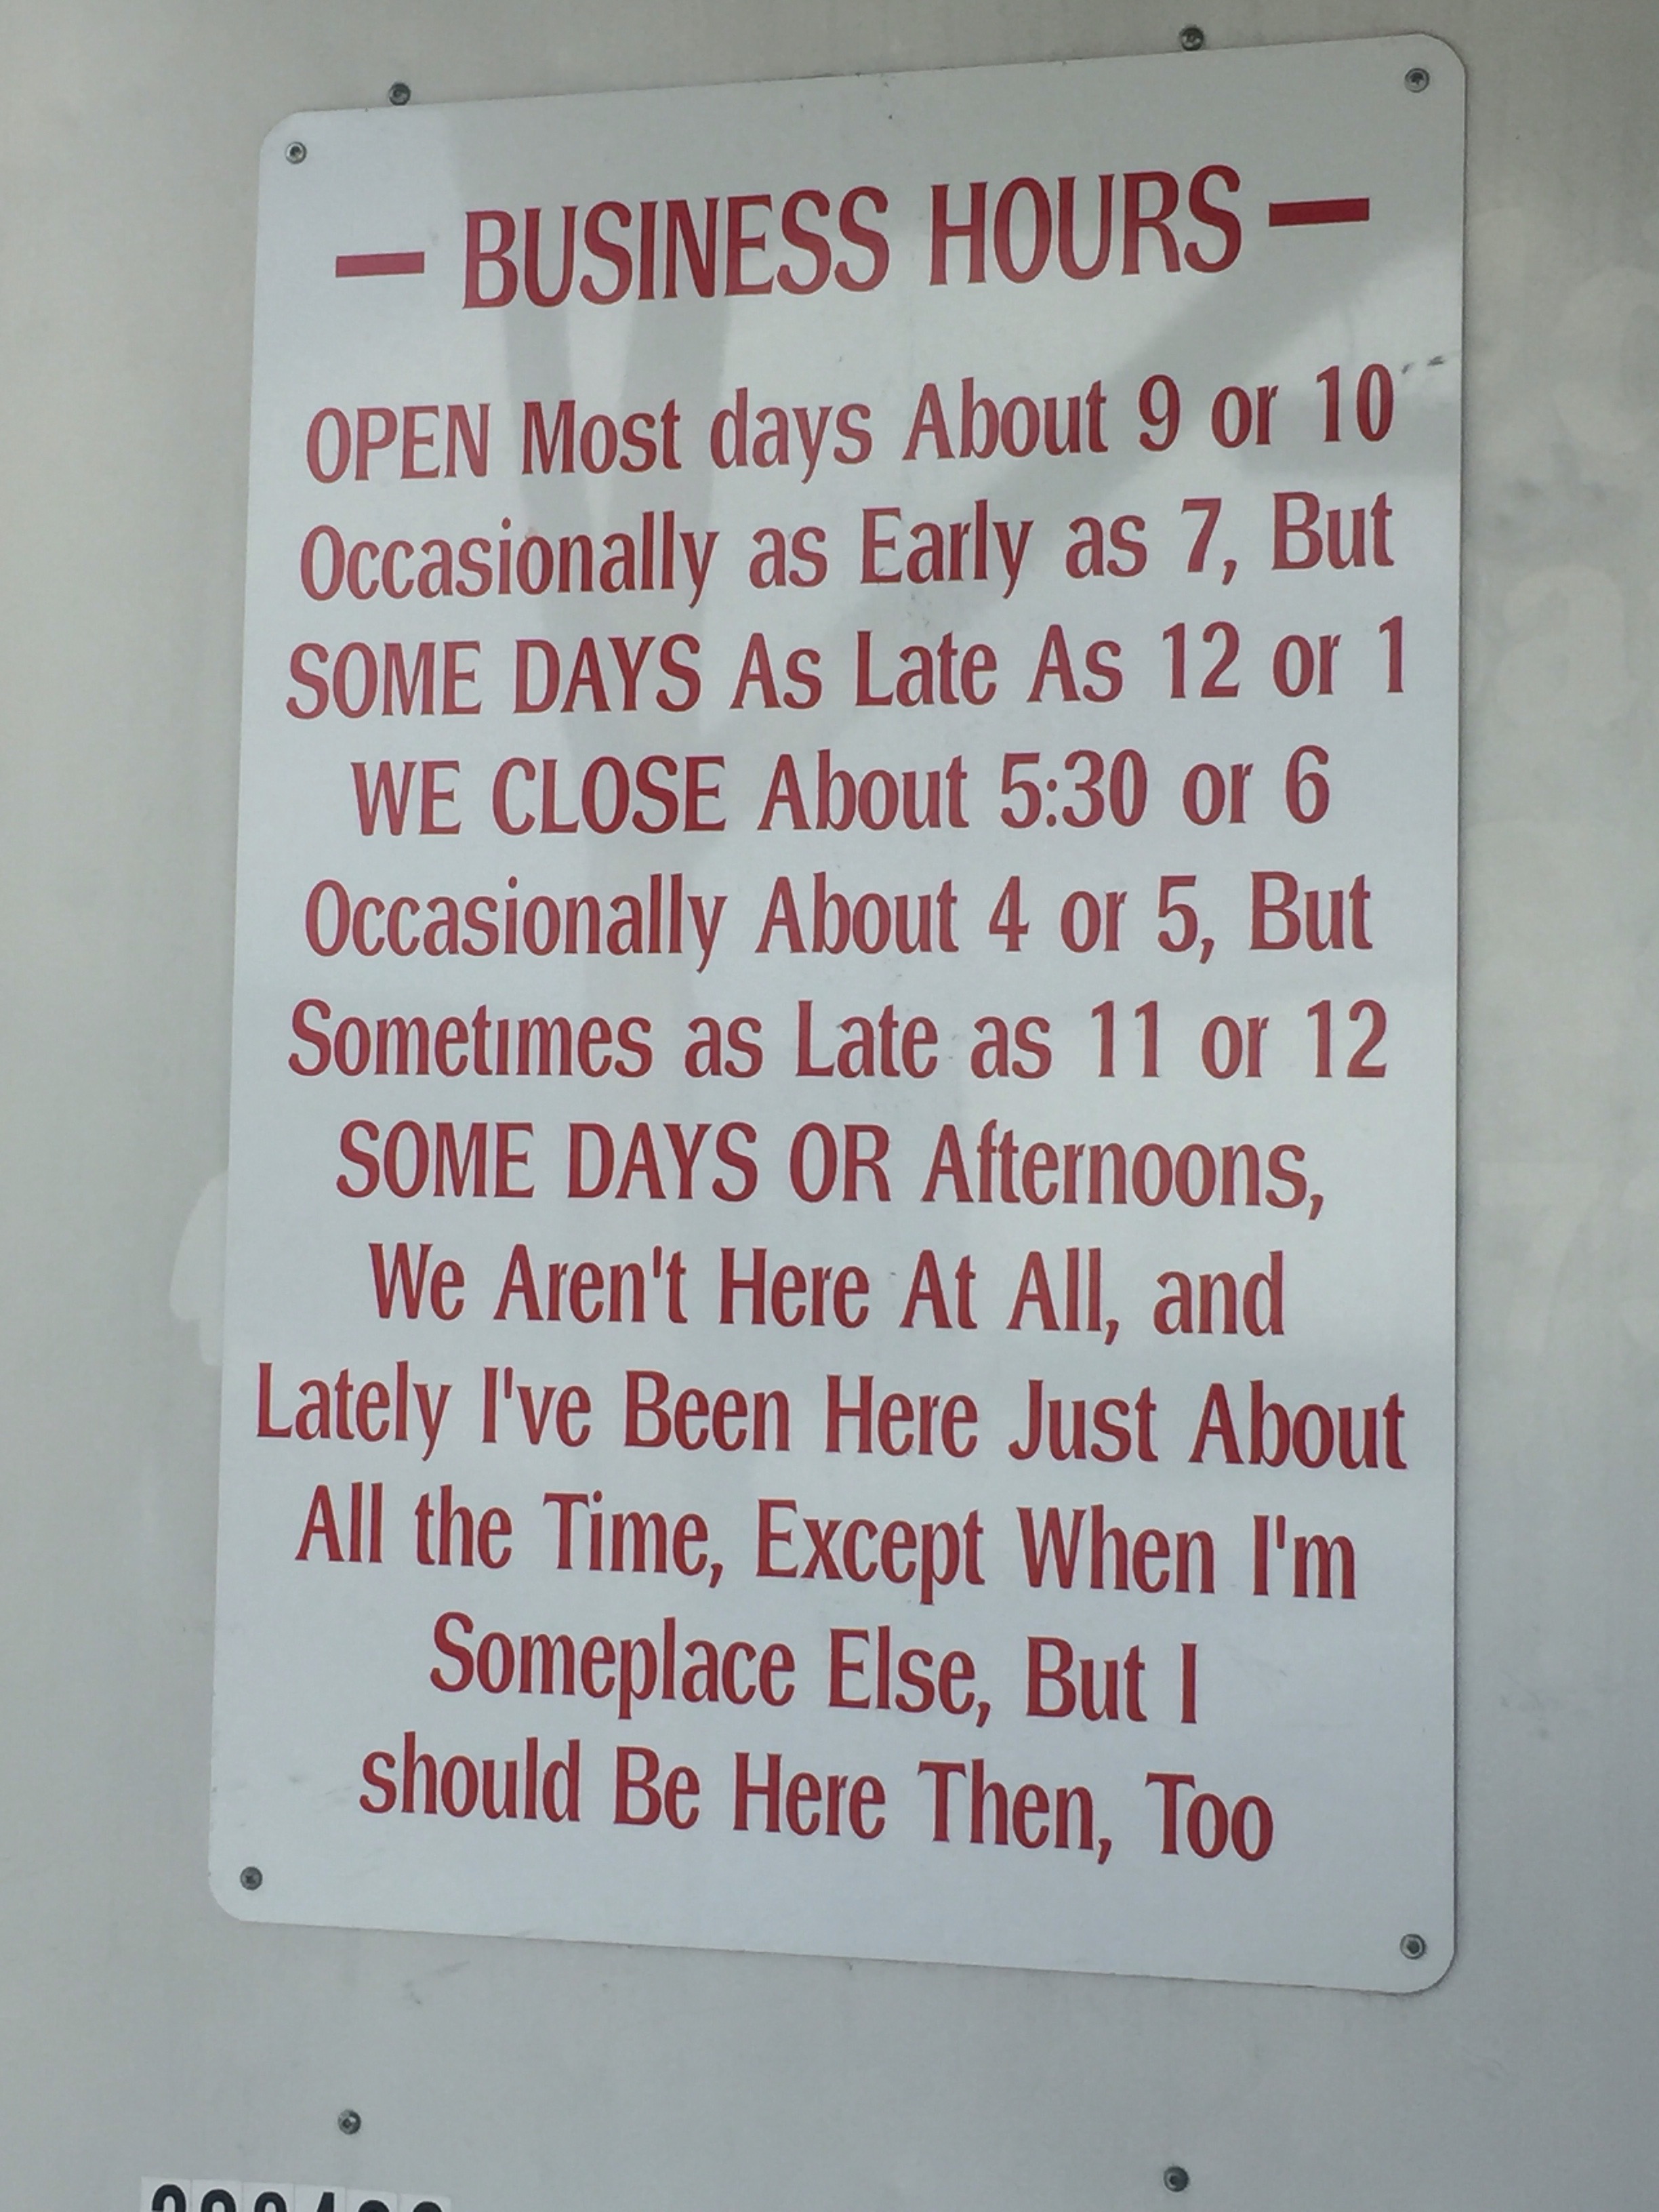 — BUSINESS HOURS —
OPEN Most days About 9 or 10
Occasionally as Early as 7, But
SOME DAYS As Late As 12 or 1
WE CLOSE About 5:30 or 6
Occasionally About 4 or 5, But
Sometimes as Late as 11 or 12
SOME DAYS OR Afternoons,
We Aren't Here At All, and
Lately I've Been Here Just About
All the Time, Except When I'm
Someplace Else, But I
should Be Here Then, Too